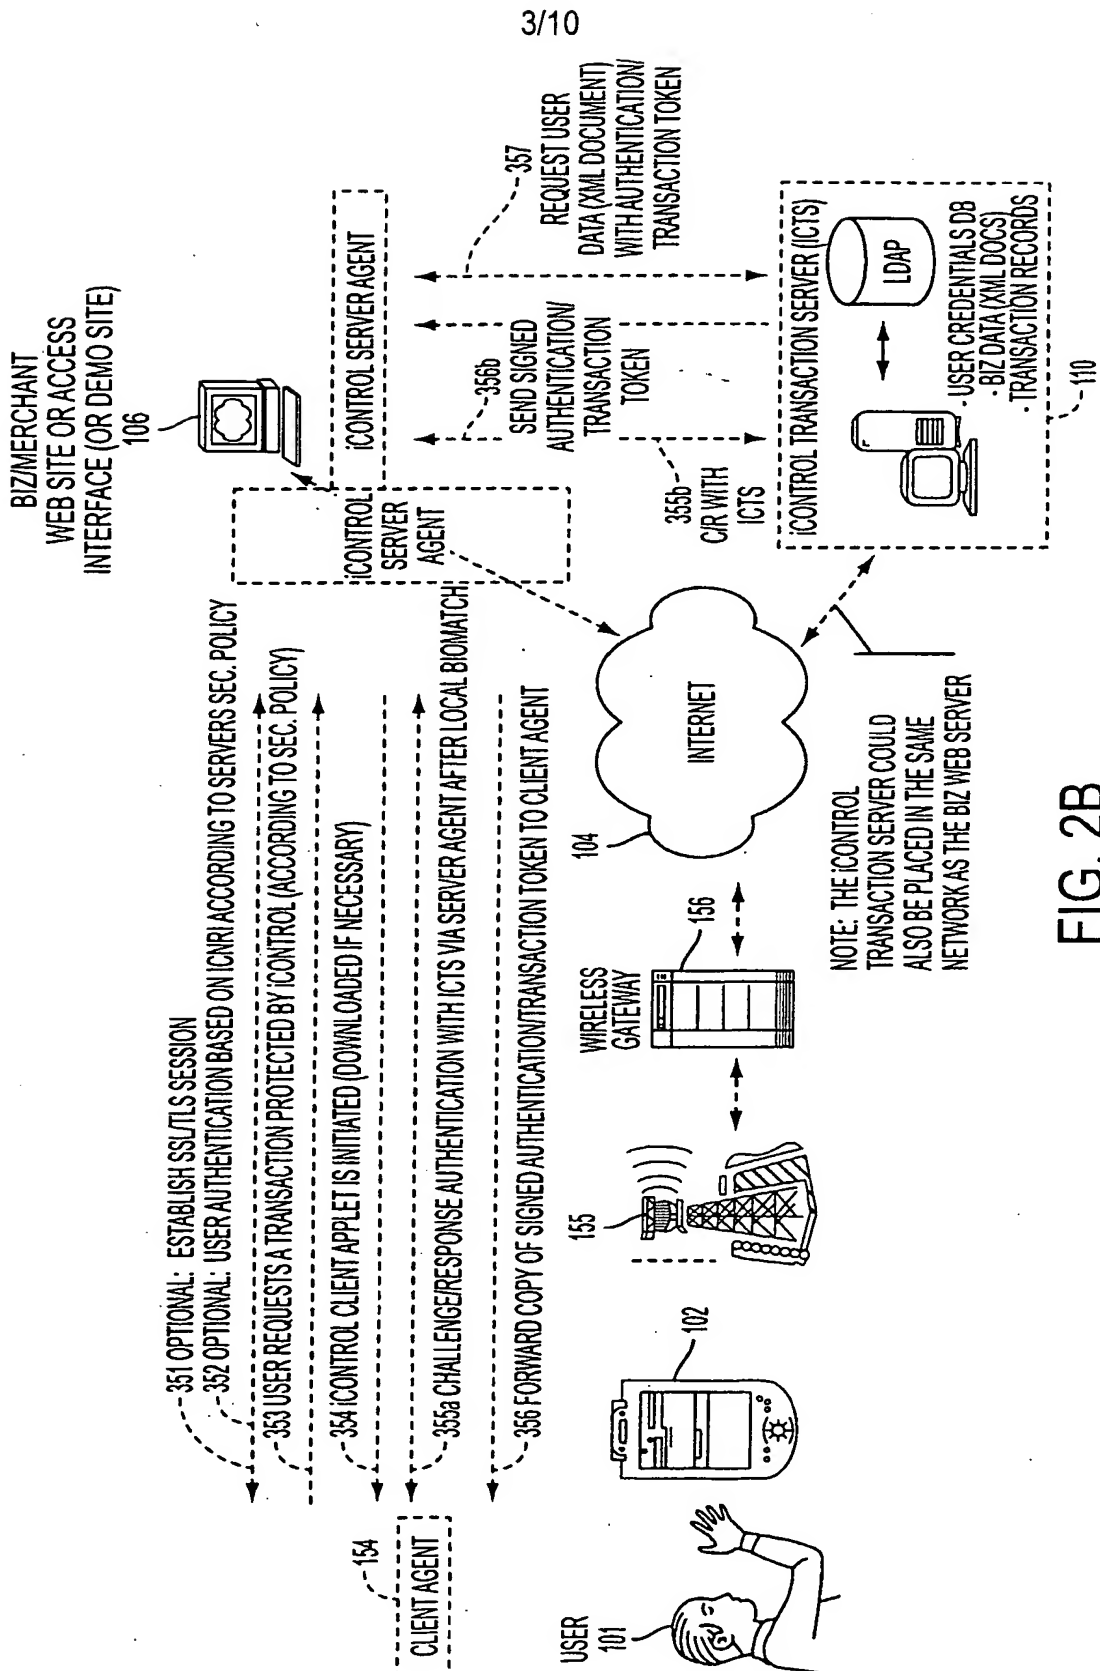 3/10
BIZ/MERCHANT
WEB SITE OR ACCESS
INTERFACE (OR DEMO SITE)
106
351 OPTIONAL: ESTABLISH SSL/TLS SESSION
352 OPTIONAL: USER AUTHENTICATION BASED ON ICNRI ACCORDING TO SERVERS SEC. POLICY
353 USER REQUESTS A TRANSACTION PROTECTED BY iCONTROL (ACCORDING TO SEC. POLICY)
354 iCONTROL CLIENT APPLET IS INITIATED (DOWNLOADED IF NECESSARY)
355a CHALLENGE/RESPONSE AUTHENTICATION WITH ICTS VIA SERVER AGENT AFTER LOCAL BIOMATCH
356 FORWARD COPY OF SIGNED AUTHENTICATION/TRANSACTION TOKEN TO CLIENT AGENT
154
CLIENT AGENT
iCONTROL
SERVER
AGENT
iCONTROL SERVER AGENT
355b
C/R WITH
ICTS
356b
SEND SIGNED
AUTHENTICATION/
TRANSACTION
TOKEN
357
REQUEST USER
DATA (XML DOCUMENT)
WITH AUTHENTICATION/
TRANSACTION TOKEN
USER
101
102
155
WIRELESS
GATEWAY
156
104
INTERNET
iCONTROL TRANSACTION SERVER (ICTS)
LDAP
· USER CREDENTIALS DB
· BIZ DATA (XML DOCS)
· TRANSACTION RECORDS
110
NOTE: THE iCONTROL
TRANSACTION SERVER COULD
ALSO BE PLACED IN THE SAME
NETWORK AS THE BIZ WEB SERVER
FIG. 2B